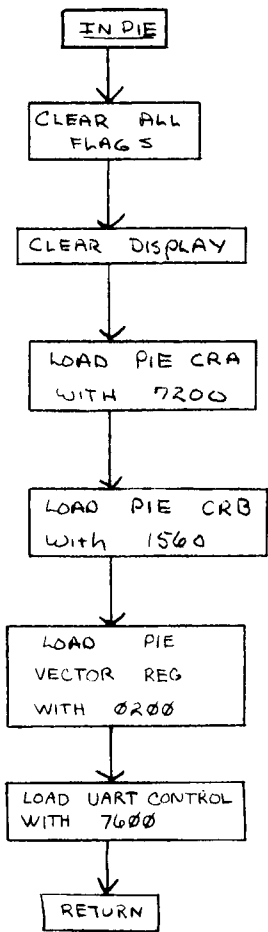 IN PIE
CLEAR ALL
FLAGS
CLEAR DISPLAY
LOAD PIE CRA
WITH 7200
LOAD PIE CRB
With 1560
LOAD PIE
VECTOR REG
WITH 0200
LOAD UART CONTROL
WITH 7600
RETURN